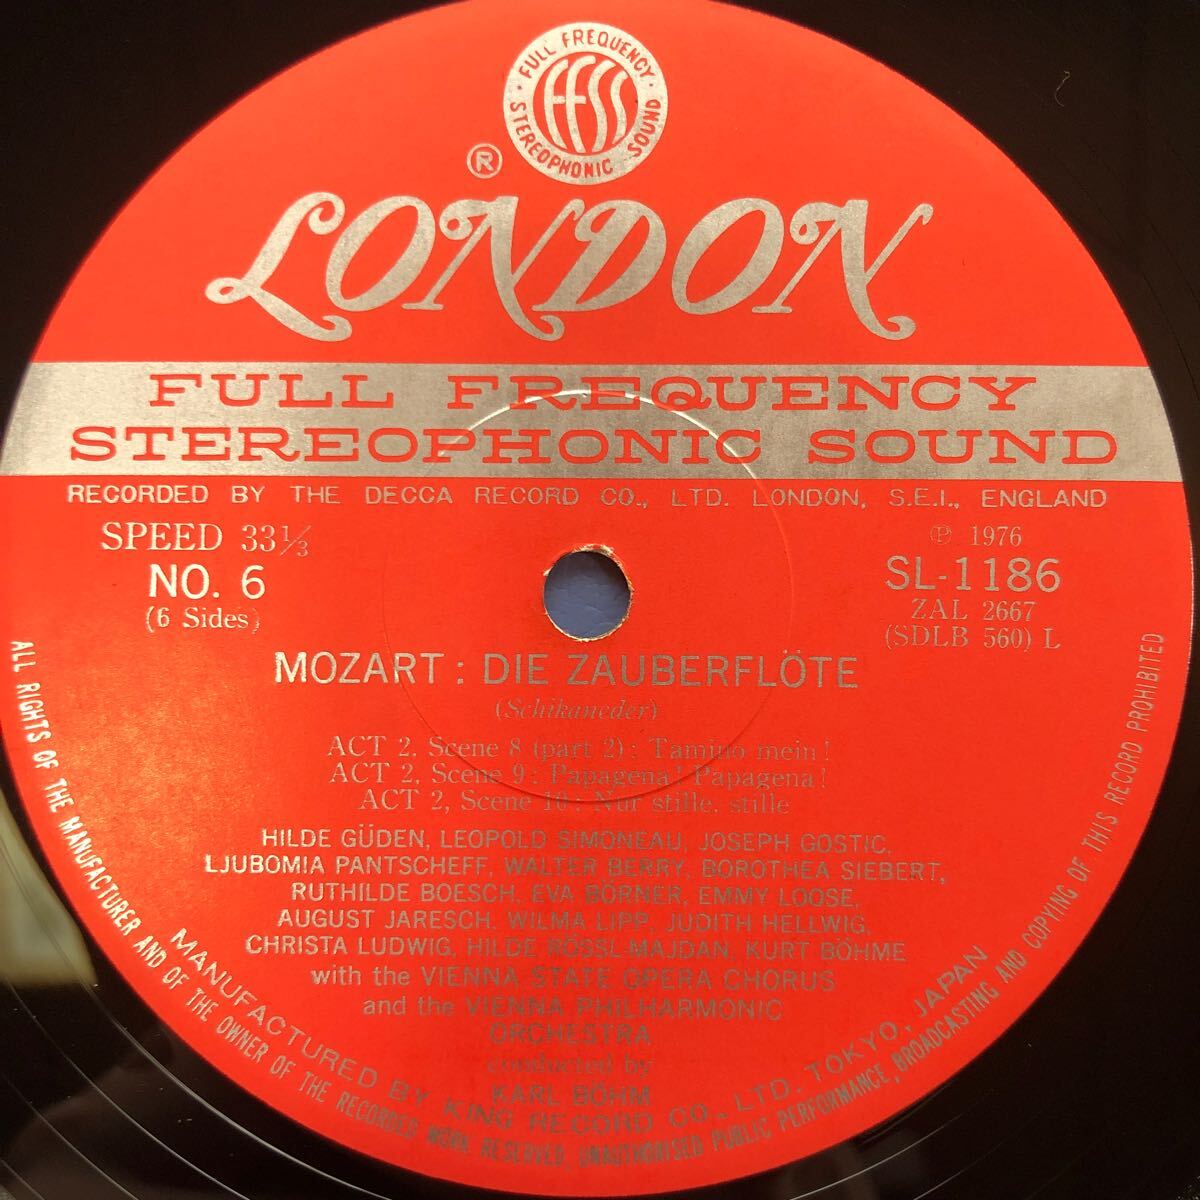 FULL FREQUENCY
STEREOPHONIC SOUND
FFSS
®
LONDON
FULL FREQUENCY
STEREOPHONIC SOUND
RECORDED BY THE DECCA RECORD CO., LTD. LONDON, S.E.I., ENGLAND
SPEED 33⅓
NO. 6
(6 Sides)
℗ 1976
SL-1186
ZAL 2667
(SDLB 560) L
MOZART : DIE ZAUBERFLÖTE
(Schikaneder)
ACT 2, Scene 8 (part 2) : Tamino mein !
ACT 2, Scene 9 : Papagena ! Papagena !
ACT 2, Scene 10 : Nur stille, stille
HILDE GÜDEN, LEOPOLD SIMONEAU, JOSEPH GOSTIC,
LJUBOMIA PANTSCHEFF, WALTER BERRY, DOROTHEA SIEBERT,
RUTHILDE BOESCH, EVA BÖRNER, EMMY LOOSE,
AUGUST JARESCH, WILMA LIPP, JUDITH HELLWIG,
CHRISTA LUDWIG, HILDE RÖSSL-MAJDAN, KURT BÖHME
with the VIENNA STATE OPERA CHORUS
and the VIENNA PHILHARMONIC
ORCHESTRA
conducted by
KARL BÖHM
MANUFACTURED BY KING RECORD CO., LTD. TOKYO, JAPAN
ALL RIGHTS OF THE MANUFACTURER AND OF THE OWNER OF THE RECORDED WORK RESERVED, UNAUTHORISED PUBLIC PERFORMANCE, BROADCASTING AND COPYING OF THIS RECORD PROHIBITED